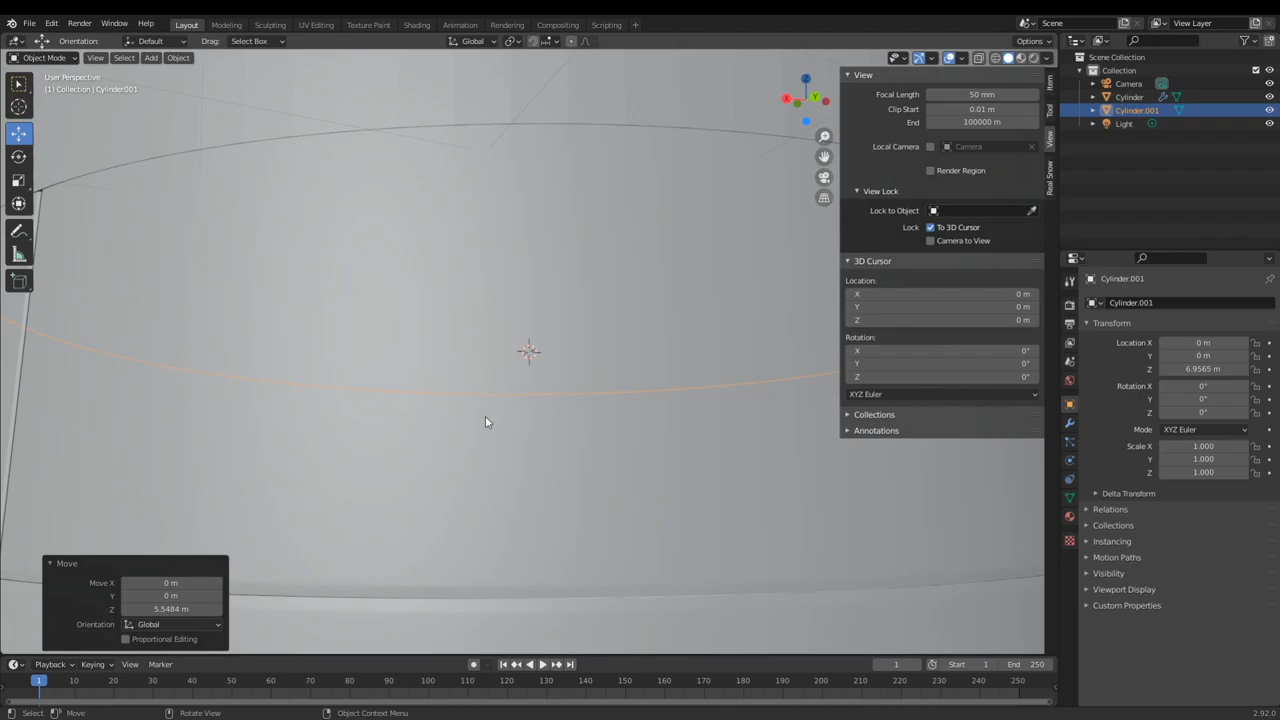 File Edit Render Window Help Layout Modeling Sculpting UV Editing Texture Paint Shading Animation Rendering Compositing Scripting + Scene View Layer
Orientation: Default Drag: Select Box Global Options
Object Mode View Select Add Object
User Perspective
(1) Collection | Cylinder.001
Z
Y
X
View
Focal Length 50 mm
Clip Start 0.01 m
End 100000 m
Local Camera Camera
Render Region
View Lock
Lock to Object
Lock To 3D Cursor
Camera to View
3D Cursor
Location:
X 0 m
Y 0 m
Z 0 m
Rotation:
X 0°
Y 0°
Z 0°
XYZ Euler
Collections
Annotations
Item
Tool
View
Real Snow
Scene Collection
Collection
Camera
Cylinder
Cylinder.001
Light
Cylinder.001
Cylinder.001
Transform
Location X 0 m
Y 0 m
Z 6.9565 m
Rotation X 0°
Y 0°
Z 0°
Mode XYZ Euler
Scale X 1.000
Y 1.000
Z 1.000
Delta Transform
Relations
Collections
Instancing
Motion Paths
Visibility
Viewport Display
Custom Properties
Move
Move X 0 m
Y 0 m
Z 5.5484 m
Orientation Global
Proportional Editing
Playback Keying View Marker 1 Start 1 End 250
1 10 20 30 40 50 60 70 80 90 100 110 120 130 140 150 160 170 180 190 200 210 220 230 240 250
Select Move Rotate View Object Context Menu 2.92.0